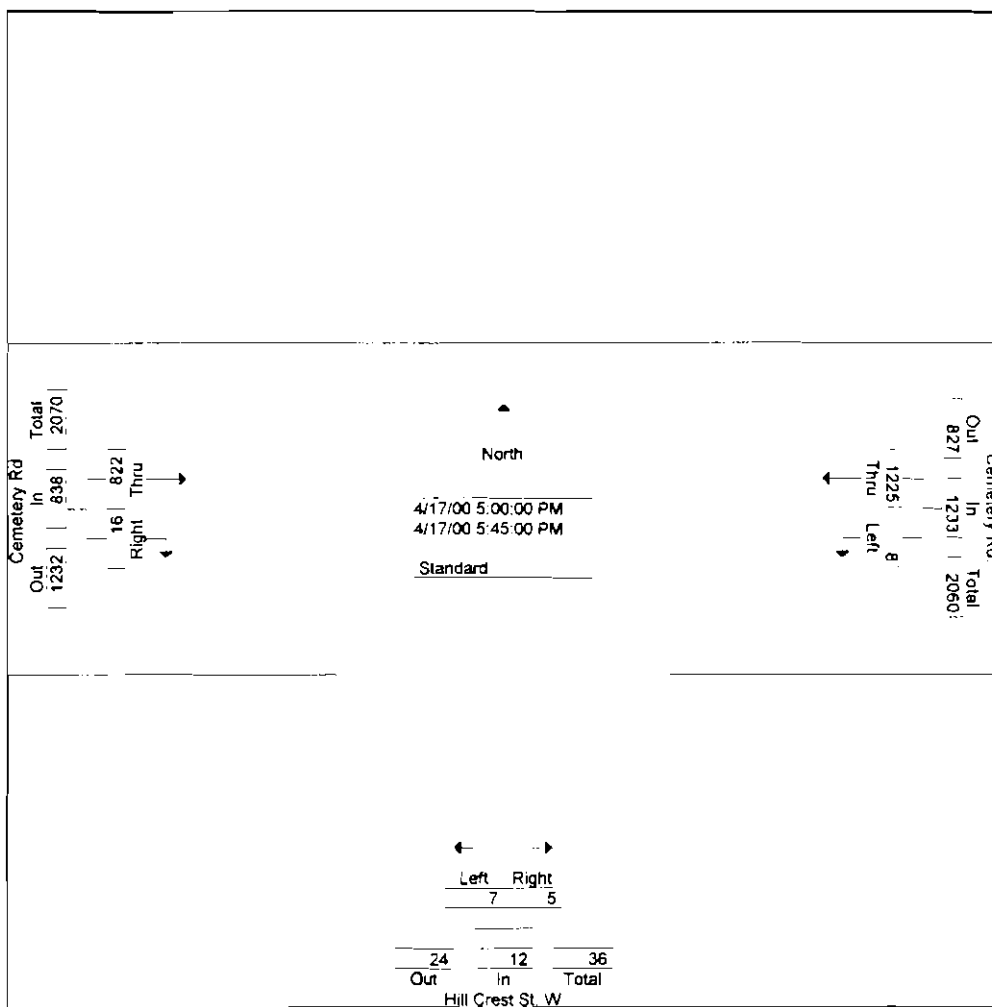 North
4/17/00 5:00:00 PM
4/17/00 5:45:00 PM
Standard
Cemetery Rd
Out In Total
1232 838 2070
16 822
Right Thru
Cemetery Rd.
Out In Total
827 1233 2060
1225 8
Thru Left
Left Right
7 5
24 12 36
Out In Total
Hill Crest St. W